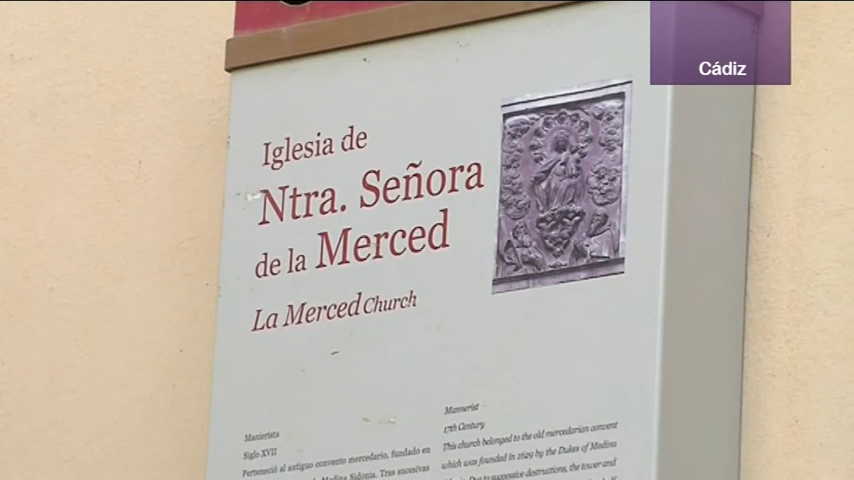 Cádiz
Iglesia de
Ntra. Señora
de la Merced
La Merced Church
Manierista
Siglo XVII
Perteneció al antiguo convento mercedario, fundado en
Medina Sidonia. Tras sucesivas
Mannerist
17th Century
This church belonged to the old mercedarian convent
which was founded in 1629 by the Dukes of Medina
Due to successive destructions, the tower and